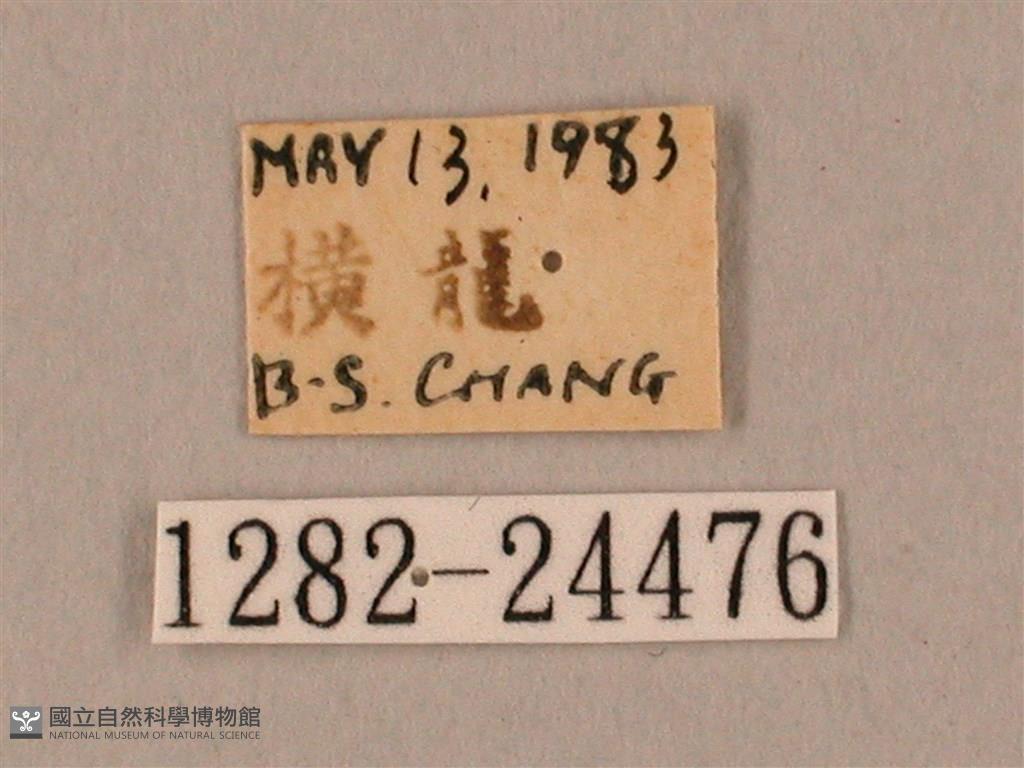 MAY 13, 1983
橫龍
B-S. CHANG
1282-24476
國立自然科學博物館
NATIONAL MUSEUM OF NATURAL SCIENCE